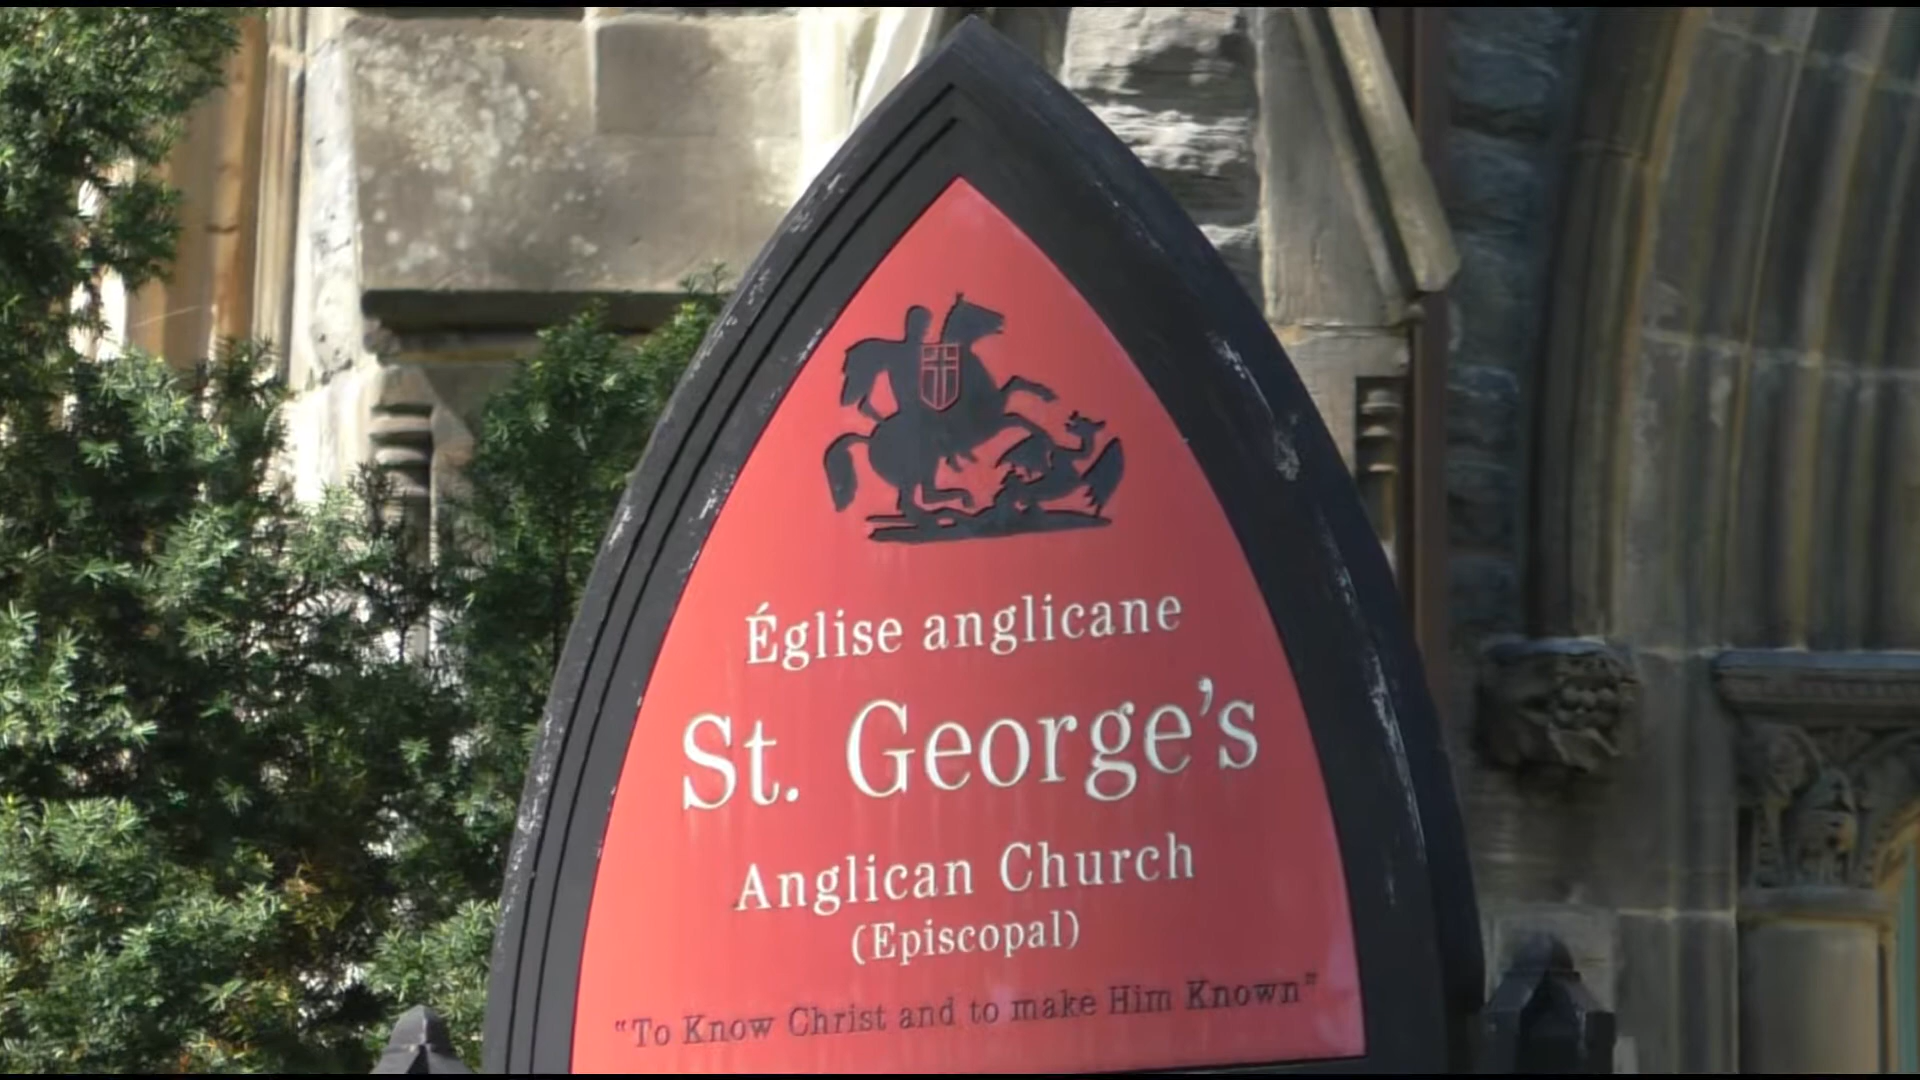 Église anglicane
St. George's
Anglican Church
(Episcopal)
"To Know Christ and to make Him Known"